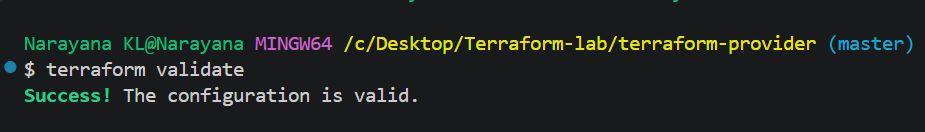 Narayana KL@Narayana MINGW64 /c/Desktop/Terraform-lab/terraform-provider (master)
$ terraform validate
Success! The configuration is valid.